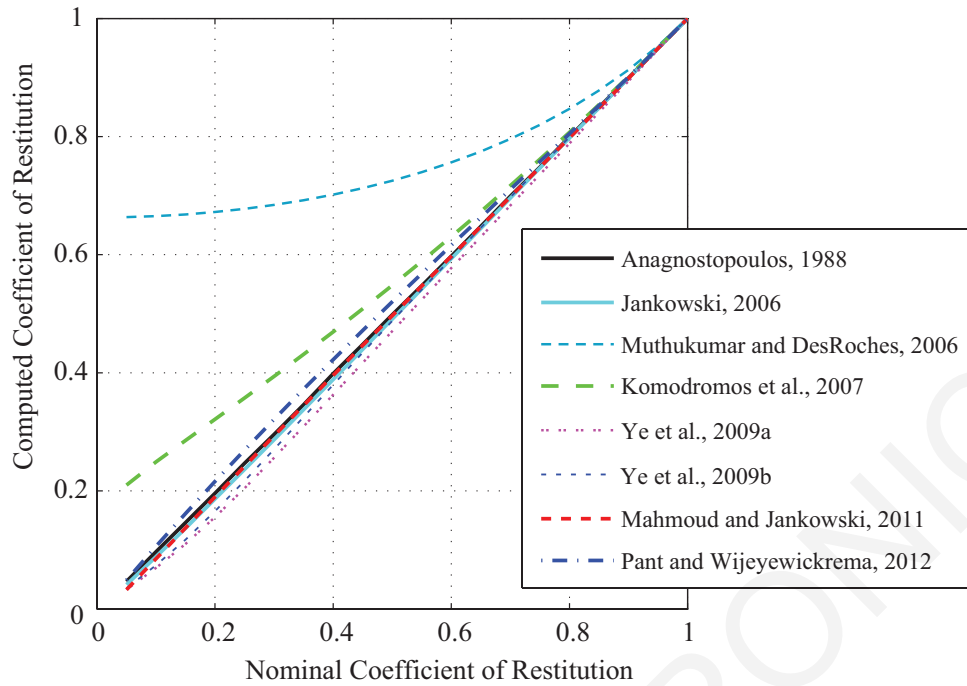 Computed Coefficient of Restitution
1
0.8
0.6
0.4
0.2
0
0
0.2
0.4
0.6
0.8
1
Nominal Coefficient of Restitution
Anagnostopoulos, 1988
Jankowski, 2006
Muthukumar and DesRoches, 2006
Komodromos et al., 2007
Ye et al., 2009a
Ye et al., 2009b
Mahmoud and Jankowski, 2011
Pant and Wijeyewickrema, 2012
RONIC